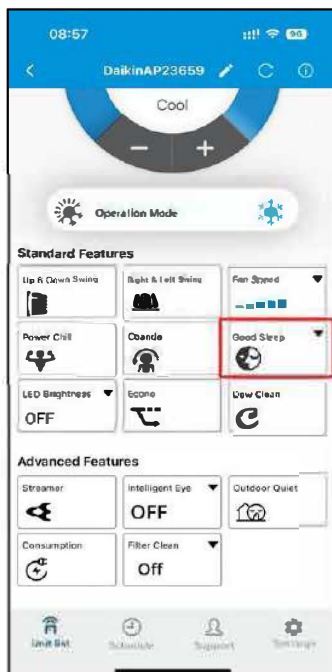 08:57
96
DaikinAP23659
Cool
Operation Mode
Standard Features
Up & Down Swing
Right & Left Swing
Fan Speed
Power Chill
Coanda
Good Sleep
LED Brightness
OFF
Econo
Dew Clean
Advanced Features
Streamer
Intelligent Eye
OFF
Outdoor Quiet
Consumption
Filter Clean
Off
Unit Set
Schedule
Support
Settings